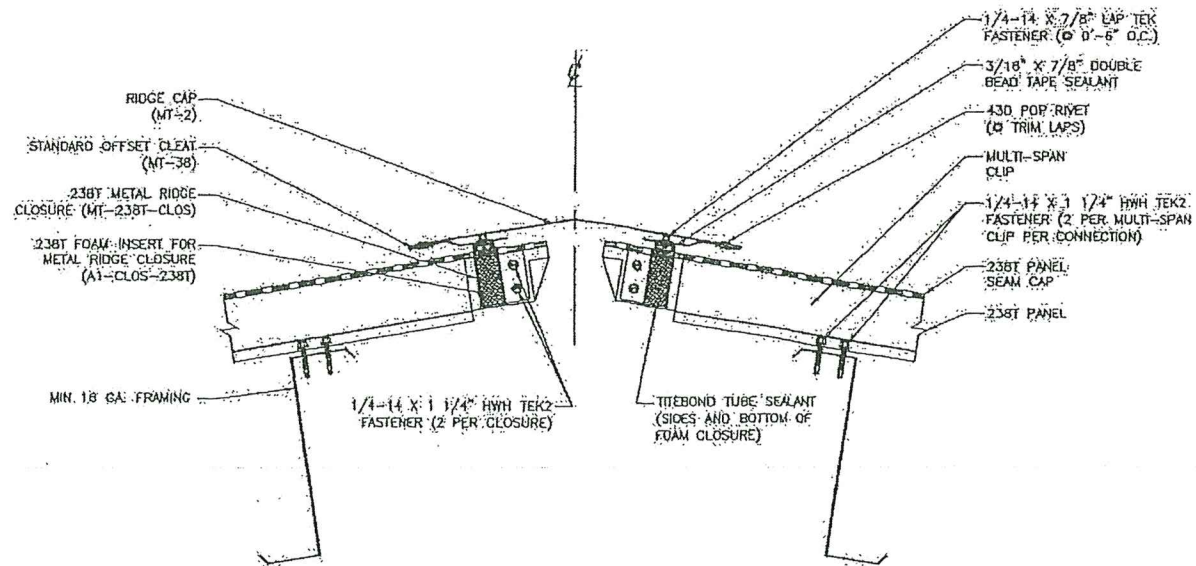 RIDGE CAP
(MT-2)
STANDARD OFFSET CLEAT
(MT-38)
238T METAL RIDGE
CLOSURE (MT-238T-CLOS)
238T FOAM INSERT FOR
METAL RIDGE CLOSURE
(A1-CLOS-238T)
MIN. 16 GA. FRAMING
1/4-14 X 1 1/4" HWH TEK2
FASTENER (2 PER CLOSURE)
℄
1/4-14 X 7/8" LAP TEK
FASTENER (@ 0'-6" O.C.)
3/16" X 7/8" DOUBLE
BEAD TAPE SEALANT
43D POP RIVET
(@ TRIM LAPS)
MULTI-SPAN
CLIP
1/4-14 X 1 1/4" HWH TEK2
FASTENER (2 PER MULTI-SPAN
CLIP PER CONNECTION)
238T PANEL
SEAM CAP
238T PANEL
TITEBOND TUBE SEALANT
(SIDES AND BOTTOM OF
FOAM CLOSURE)